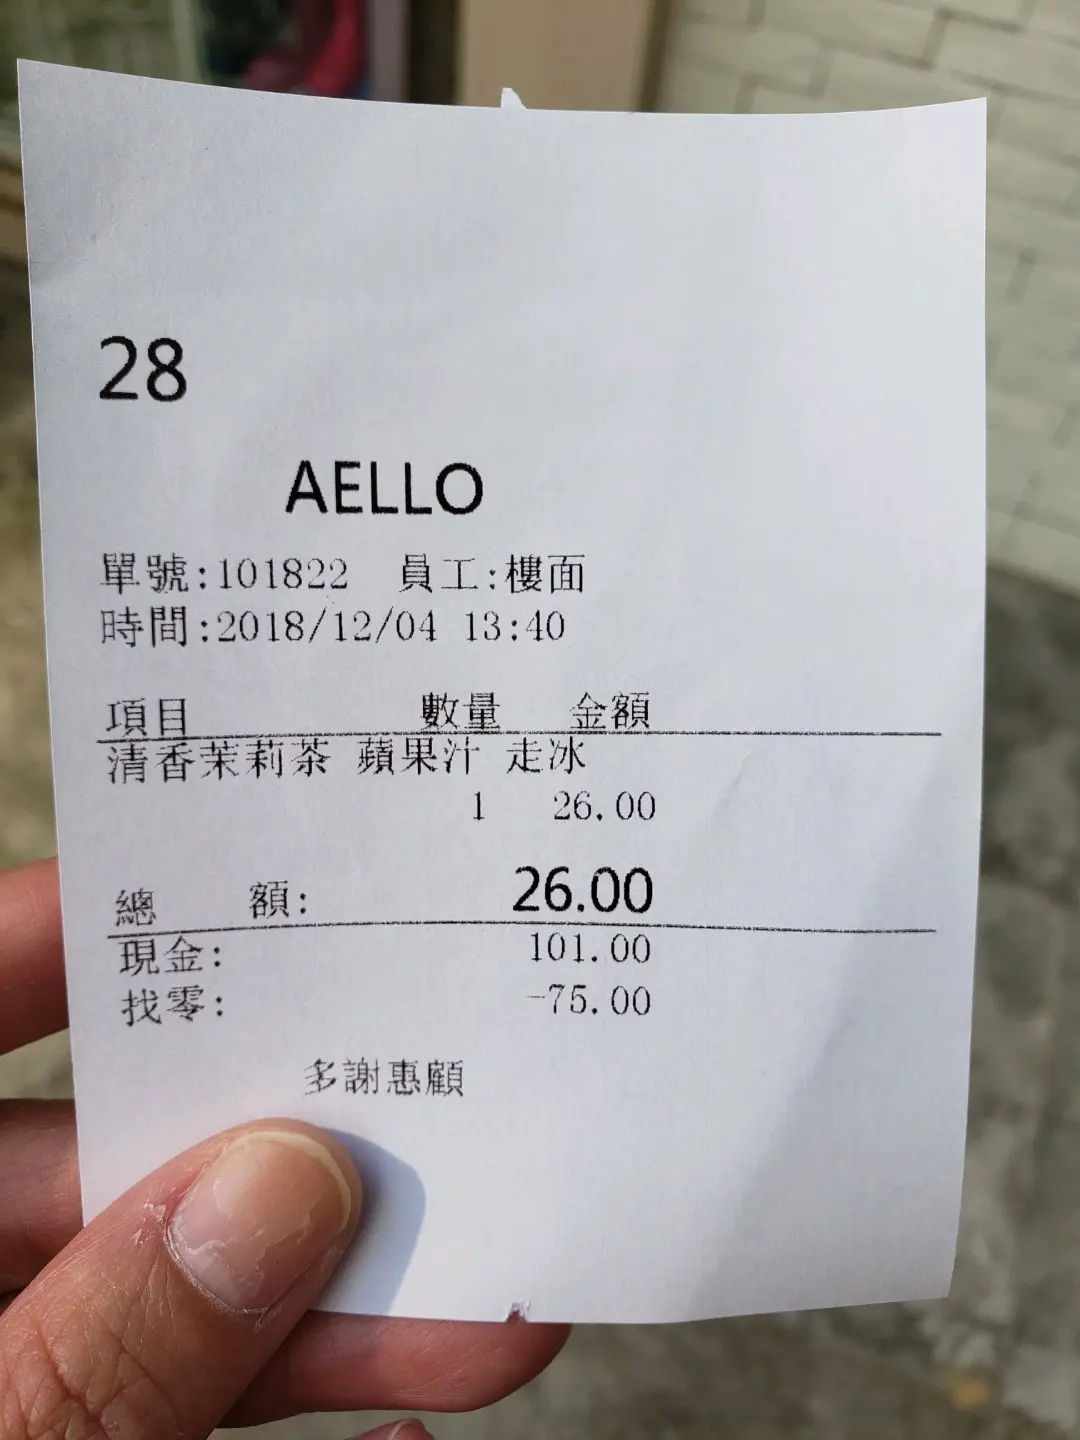 28
AELLO
單號:101822 員工:樓面
時間:2018/12/04 13:40
項目 數量 金額
清香茉莉茶 蘋果汁 走冰
1 26.00
總 額: 26.00
現金: 101.00
找零: -75.00
多謝惠顧